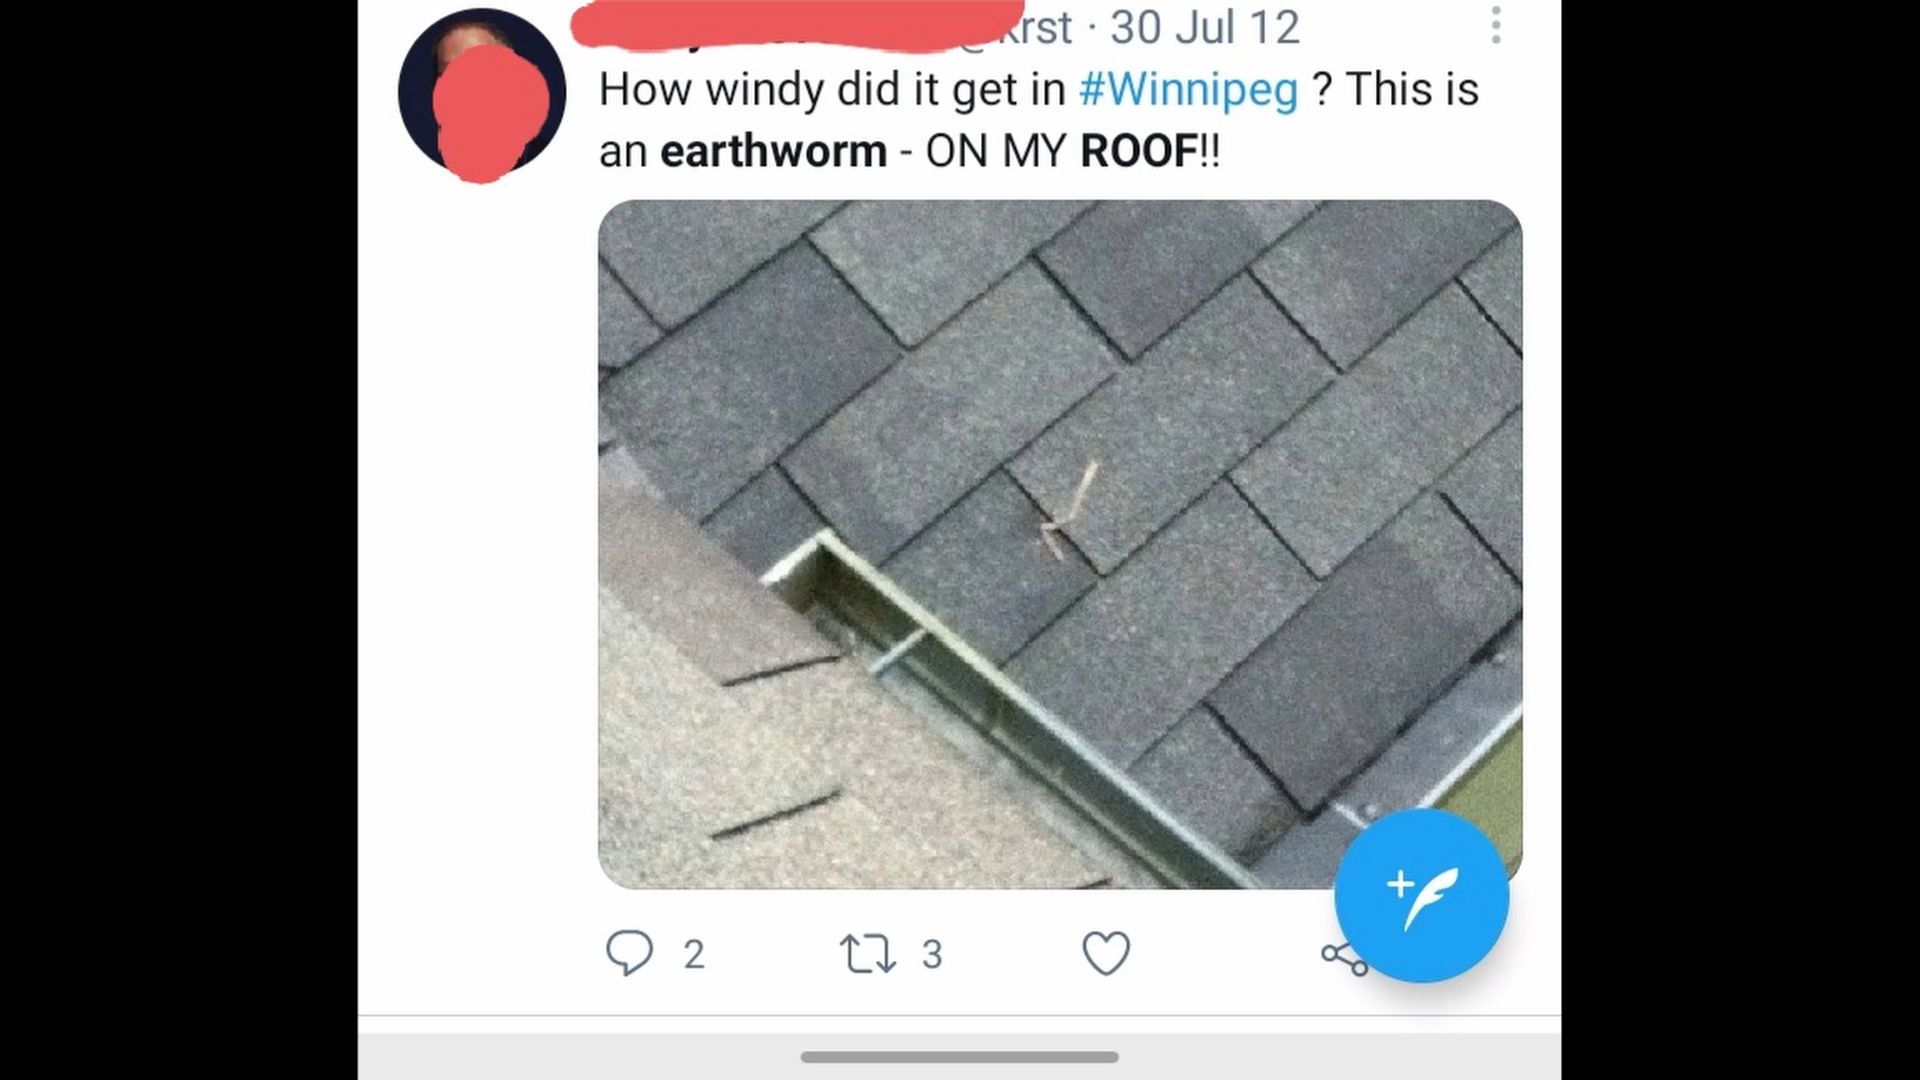 krst · 30 Jul 12
How windy did it get in #Winnipeg ? This is
an earthworm - ON MY ROOF!!
2 3